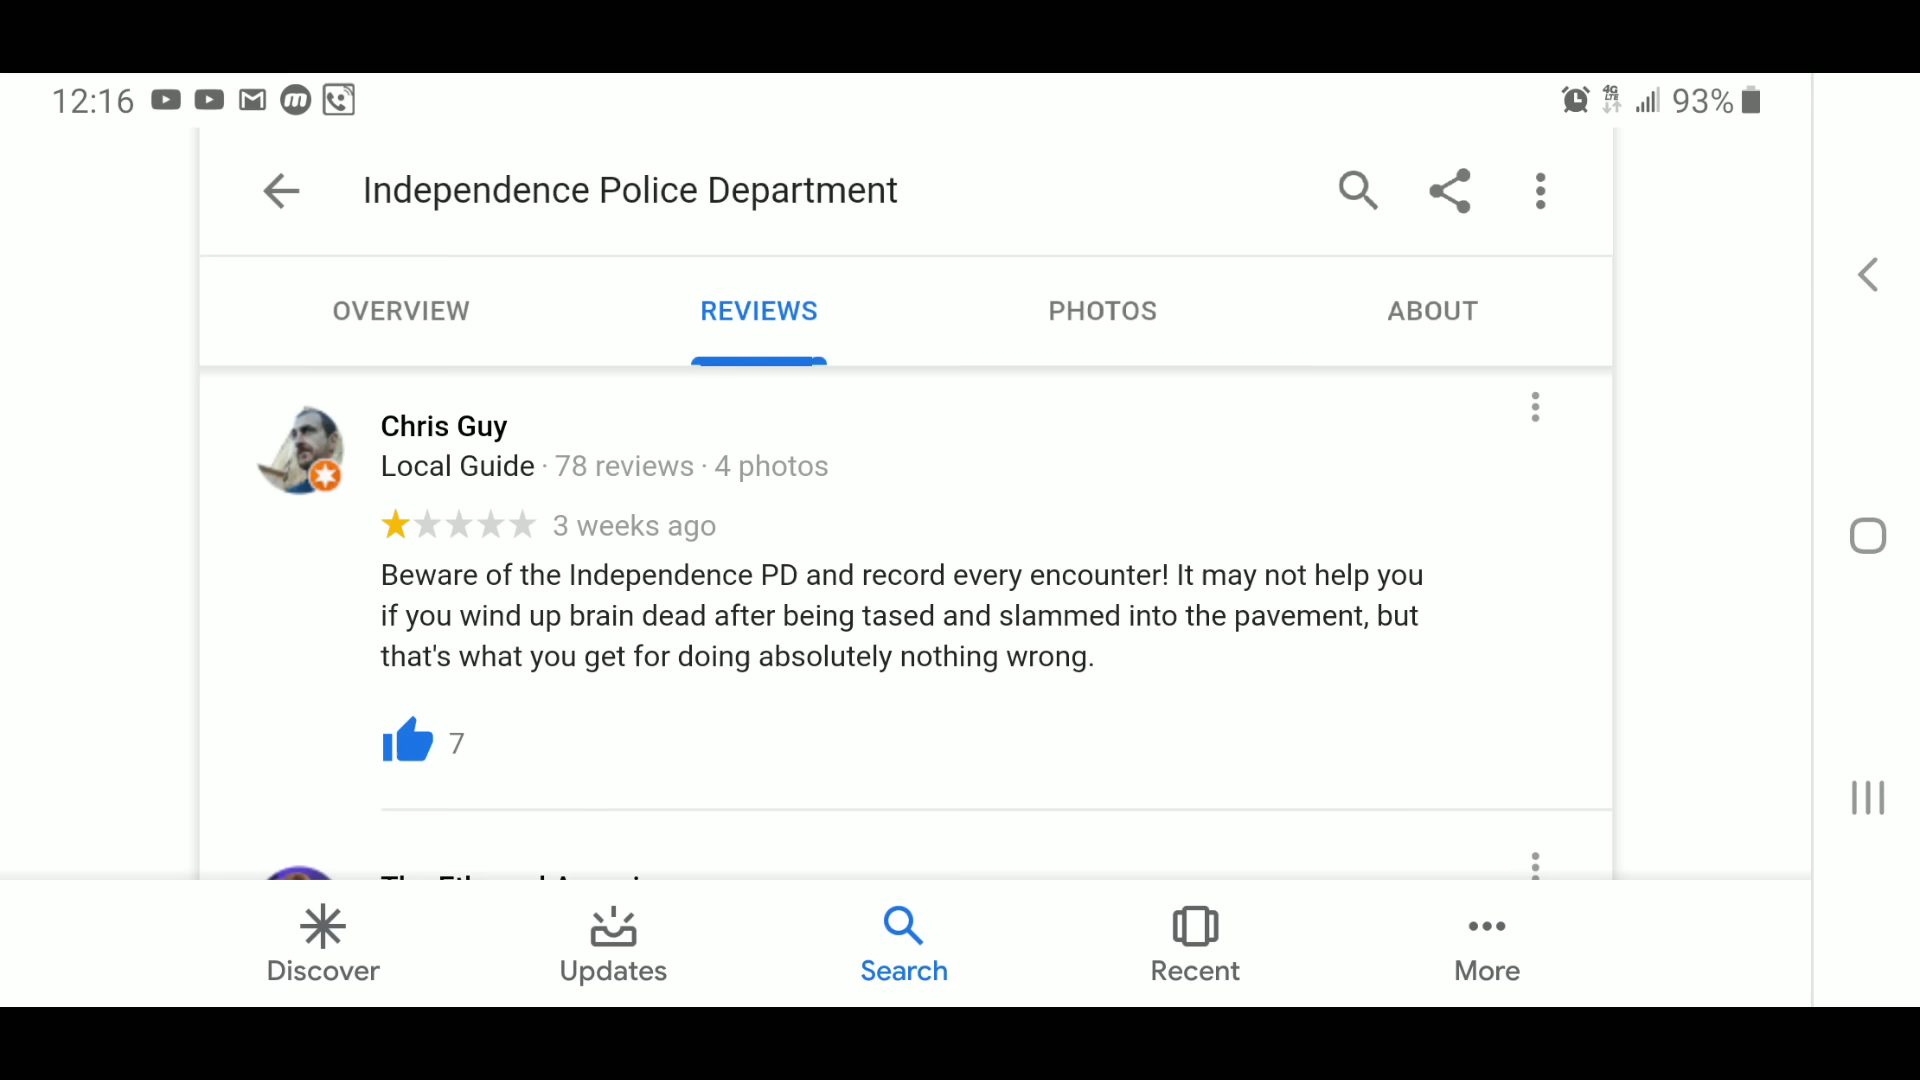 12:16
4G LTE 93%
Independence Police Department
OVERVIEW REVIEWS PHOTOS ABOUT
Chris Guy
Local Guide · 78 reviews · 4 photos
3 weeks ago
Beware of the Independence PD and record every encounter! It may not help you
if you wind up brain dead after being tased and slammed into the pavement, but
that's what you get for doing absolutely nothing wrong.
7
Discover Updates Search Recent More